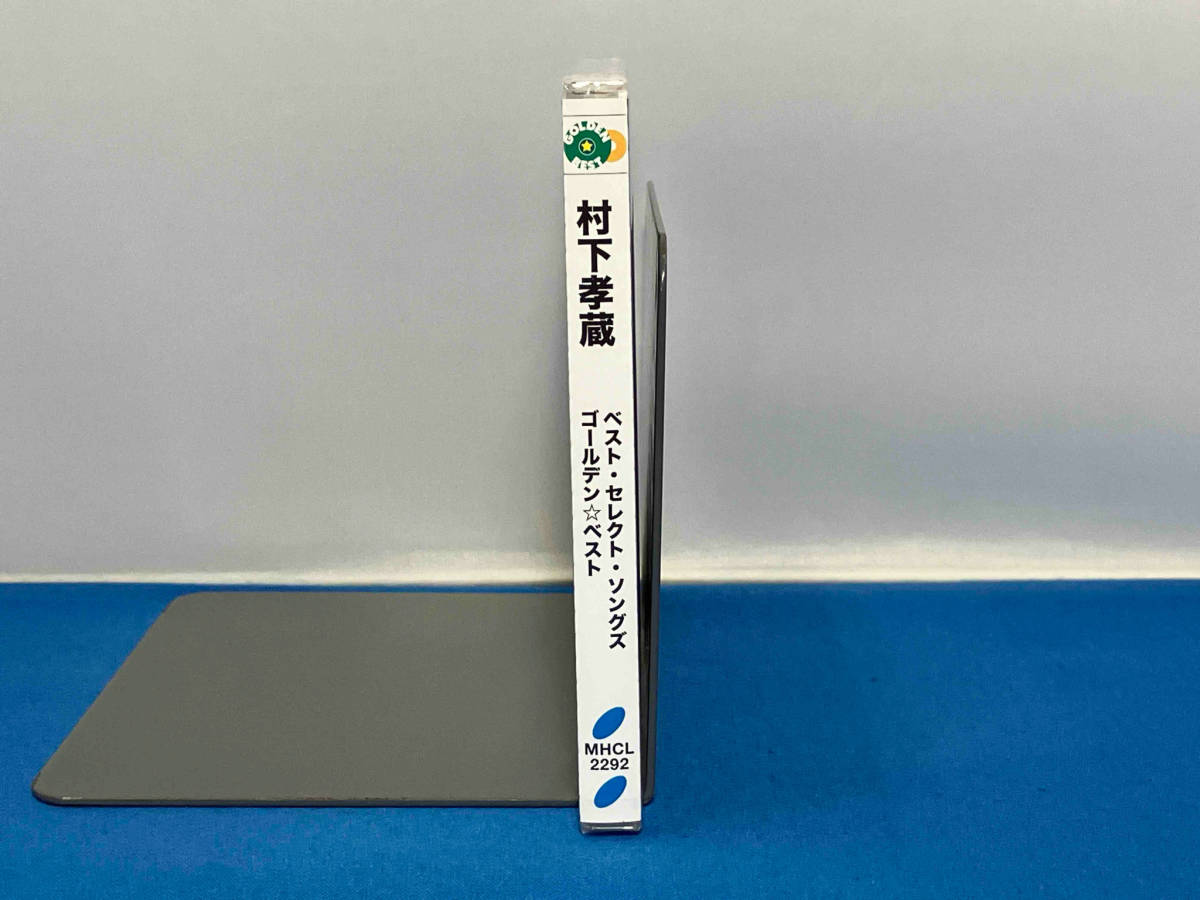 GOLDEN
BEST
村下孝蔵
ベスト・セレクト・ソングズ
ゴールデン☆ベスト
MHCL
2292